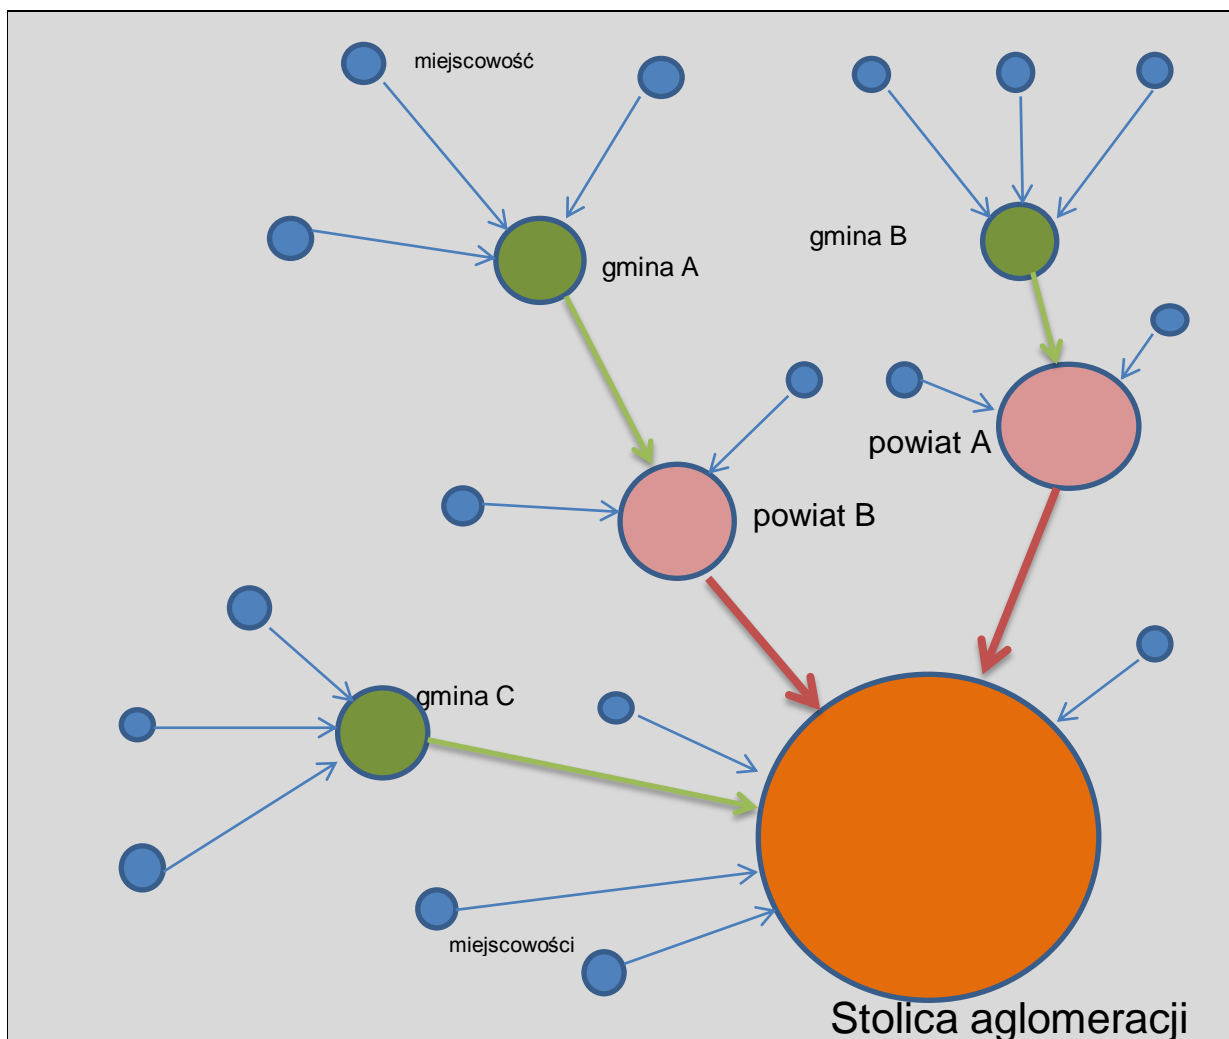 miejscowość
gmina B
gmina A
powiat A
powiat B
gmina C
miejscowości
Stolica aglomeracji